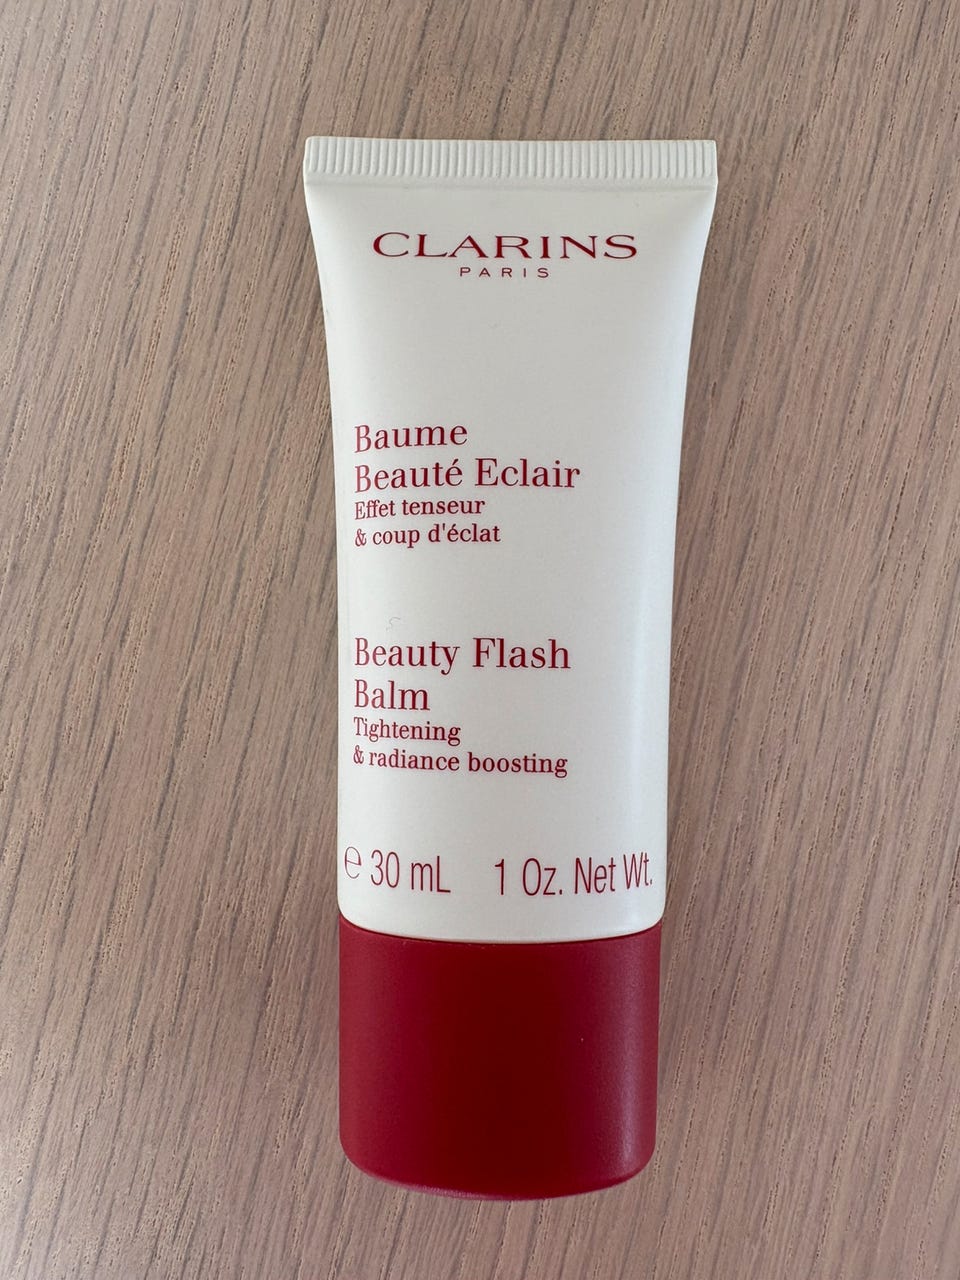 CLARINS
PARIS
Baume
Beauté Eclair
Effet tenseur
& coup d'éclat
Beauty Flash
Balm
Tightening
& radiance boosting
℮ 30 mL 1 Oz. Net Wt.